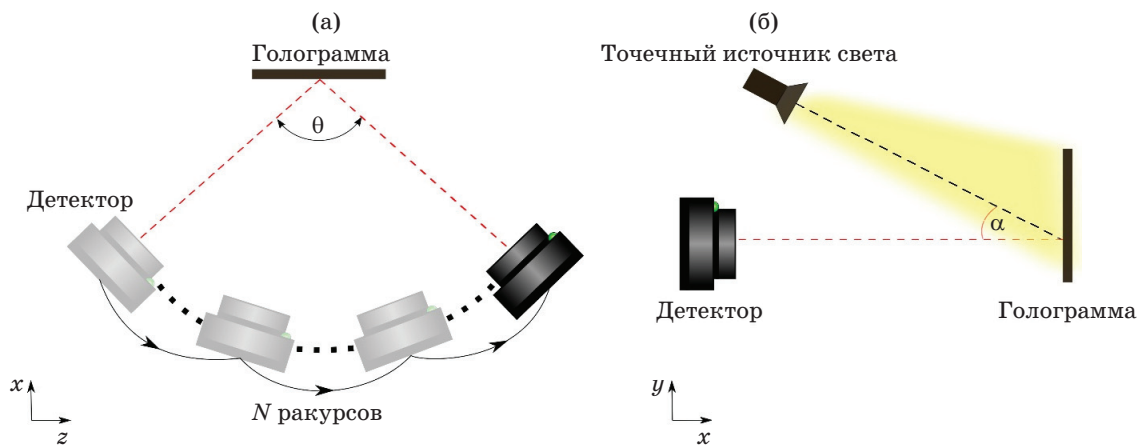 (а)
Голограмма
θ
Детектор
N ракурсов
x
z
(б)
Точечный источник света
α
Детектор
Голограмма
y
x